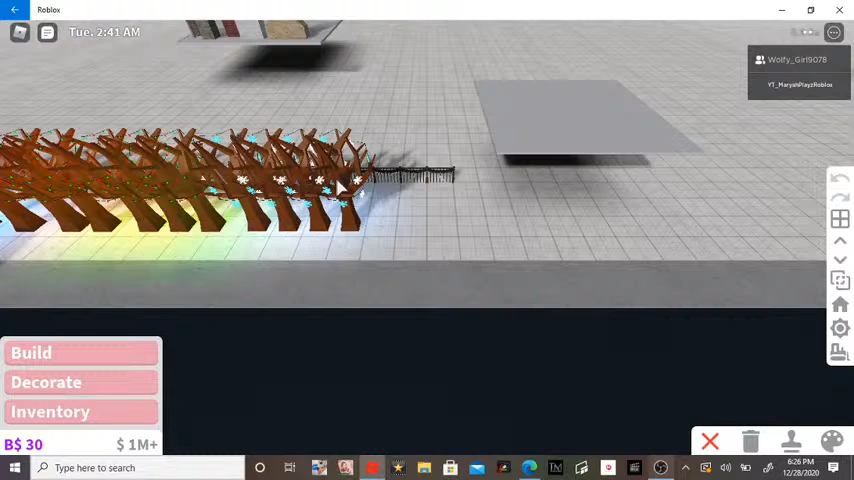 Roblox
Tue. 2:41 AM
Wolfy_Girl9078
YT_MaryahPlayzRoblox
Build
Decorate
Inventory
B$ 30
$ 1M+
Type here to search
TM
6:26 PM
12/28/2020